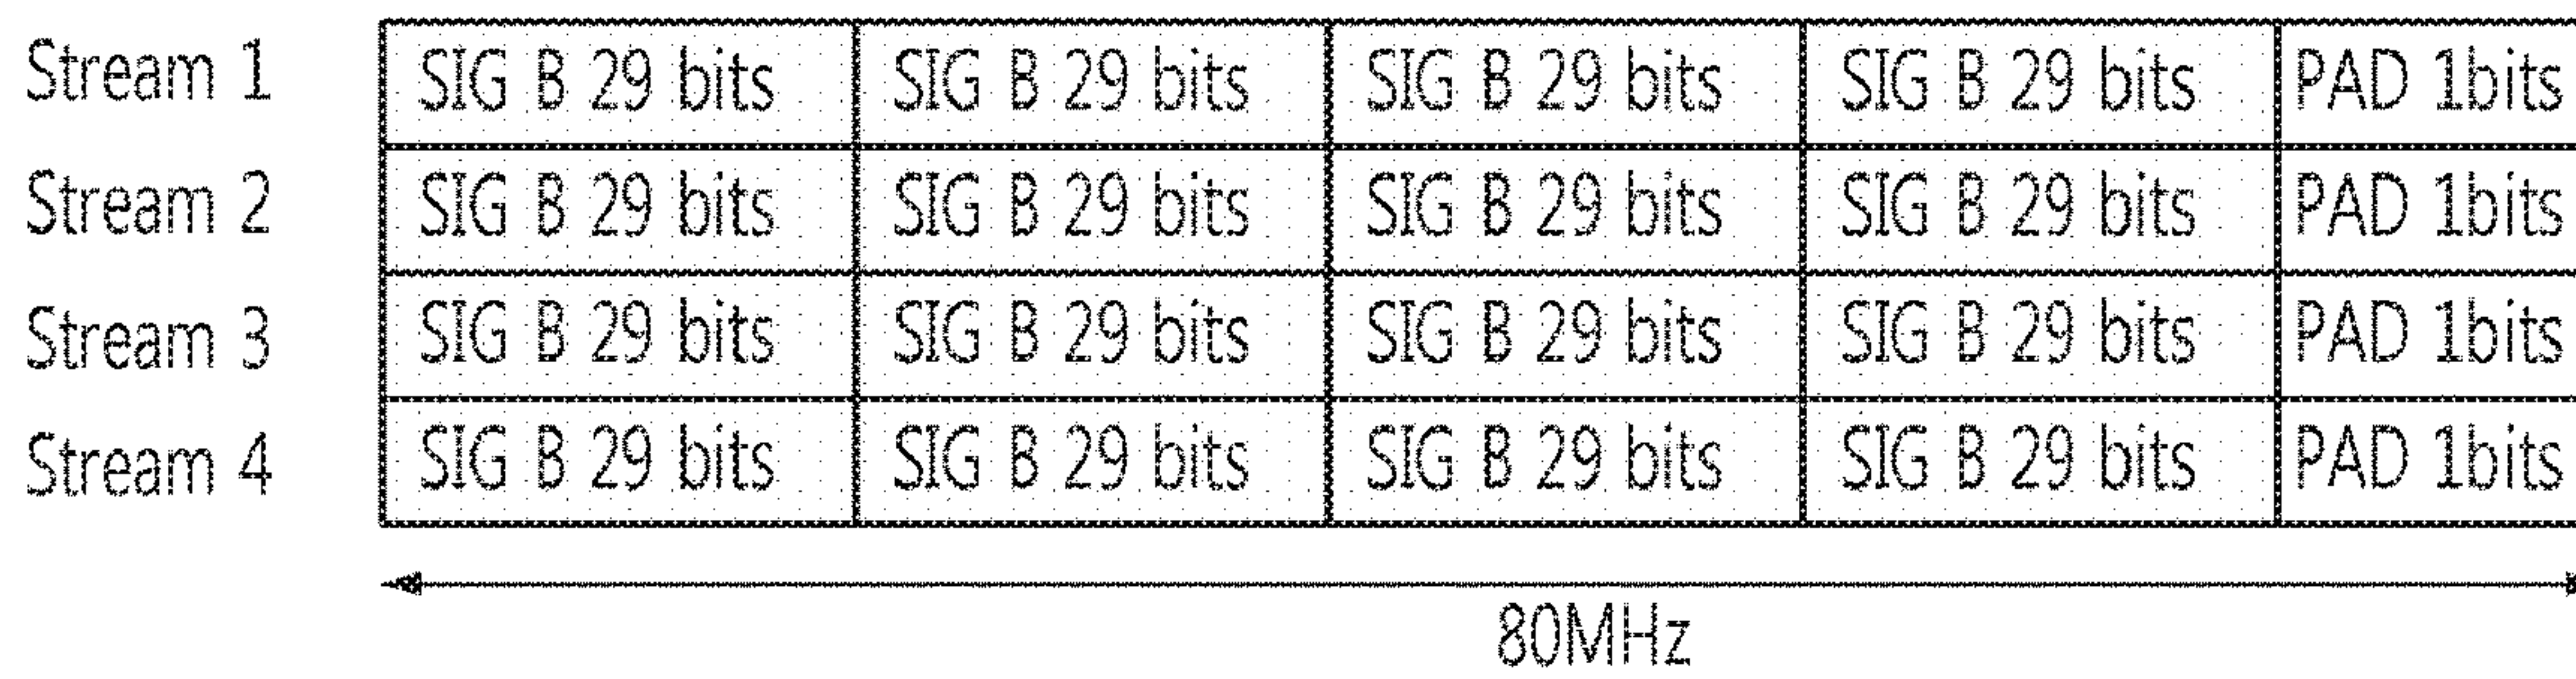 Stream 1 SIG B 29 bits SIG B 29 bits SIG B 29 bits SIG B 29 bits PAD 1bits
Stream 2 SIG B 29 bits SIG B 29 bits SIG B 29 bits SIG B 29 bits PAD 1bits
Stream 3 SIG B 29 bits SIG B 29 bits SIG B 29 bits SIG B 29 bits PAD 1bits
Stream 4 SIG B 29 bits SIG B 29 bits SIG B 29 bits SIG B 29 bits PAD 1bits
80MHz